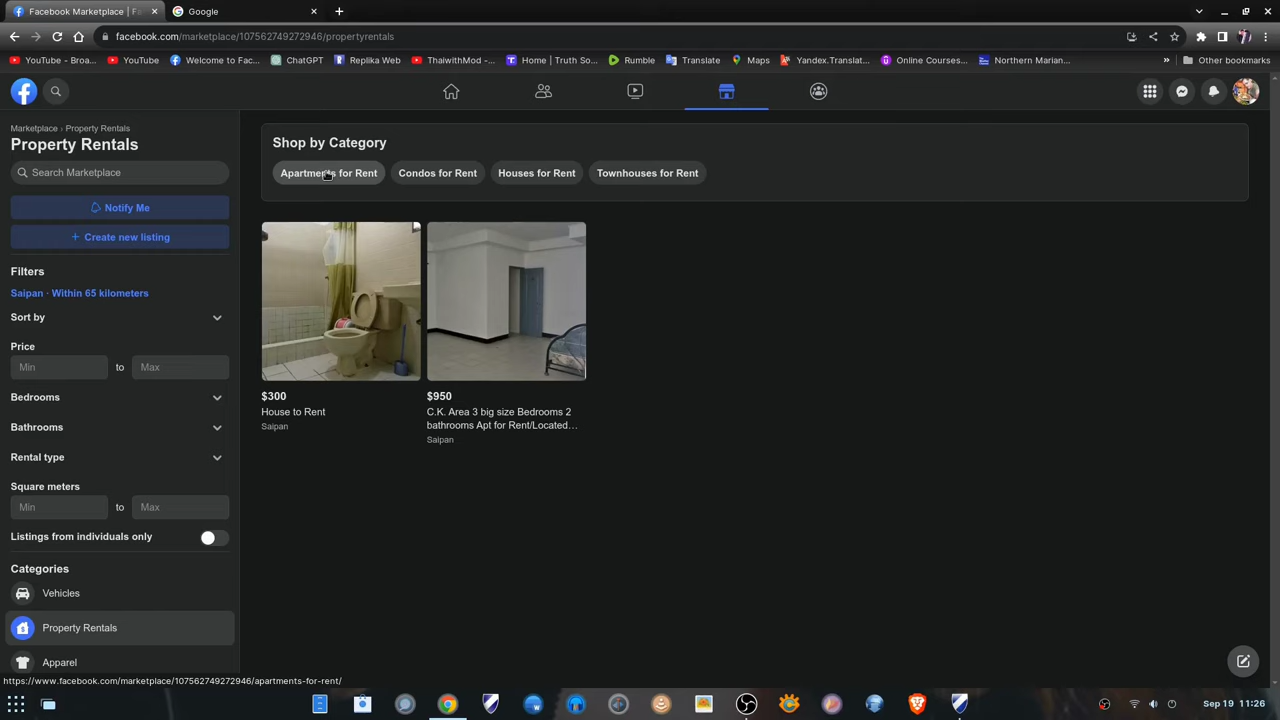 Facebook Marketplace | Fa
Google
facebook.com/marketplace/107562749272946/propertyrentals
YouTube - Broa...
YouTube
Welcome to Fac...
ChatGPT
Replika Web
ThaiwithMod -...
Home | Truth So...
Rumble
Translate
Maps
Yandex.Translat...
Online Courses...
Northern Marian...
Other bookmarks
Marketplace › Property Rentals
Property Rentals
Search Marketplace
Notify Me
+ Create new listing
Filters
Saipan · Within 65 kilometers
Sort by
Price
Min to Max
Bedrooms
Bathrooms
Rental type
Square meters
Min to Max
Listings from individuals only
Categories
Vehicles
Property Rentals
Apparel
Shop by Category
Apartments for Rent
Condos for Rent
Houses for Rent
Townhouses for Rent
$300
House to Rent
Saipan
$950
C.K. Area 3 big size Bedrooms 2
bathrooms Apt for Rent/Located...
Saipan
https://www.facebook.com/marketplace/107562749272946/apartments-for-rent/
Sep 19 11:26